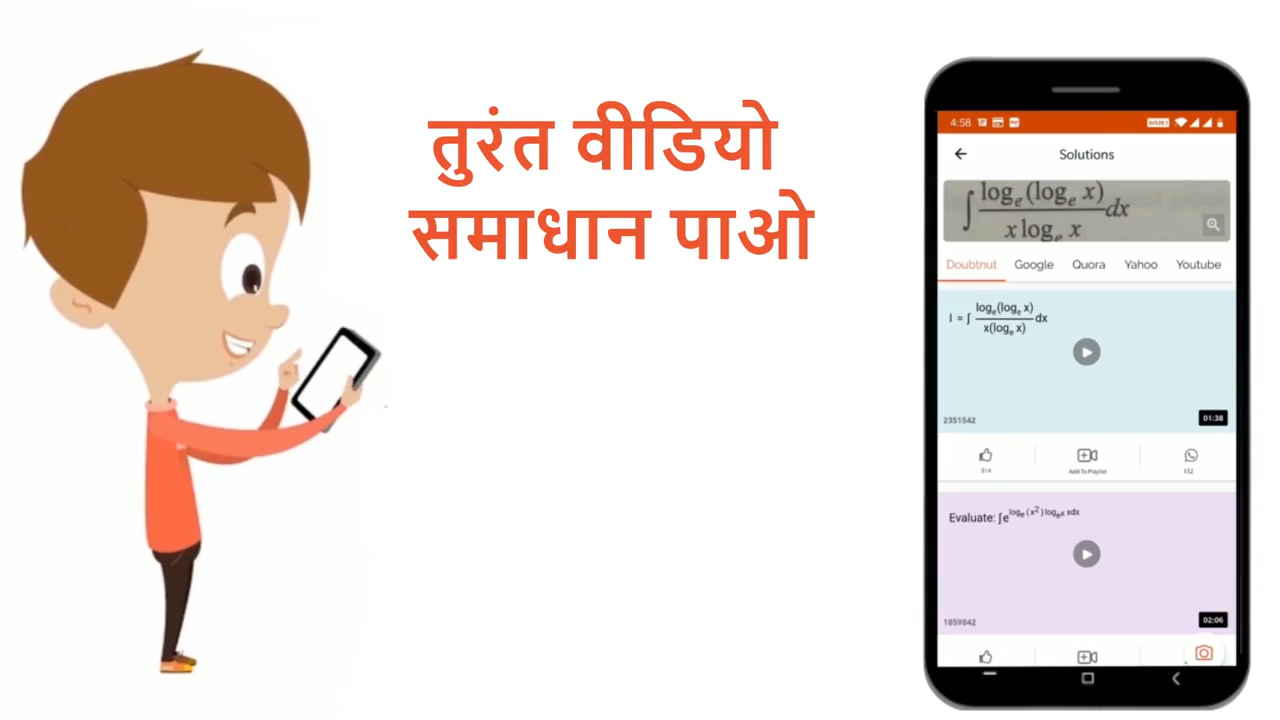 तुरंत वीडियो
समाधान पाओ
4:58
Solutions
∫ logₑ(logₑ x) / x logₑ x dx
Doubtnut Google Quora Yahoo Youtube
I = ∫ logₑ(logₑ x) / x(logₑ x) dx
2351542 01:38
914 Add To Playlist 152
Evaluate: ∫e^logₑ(x²)logₑx xdx
1859842 02:06